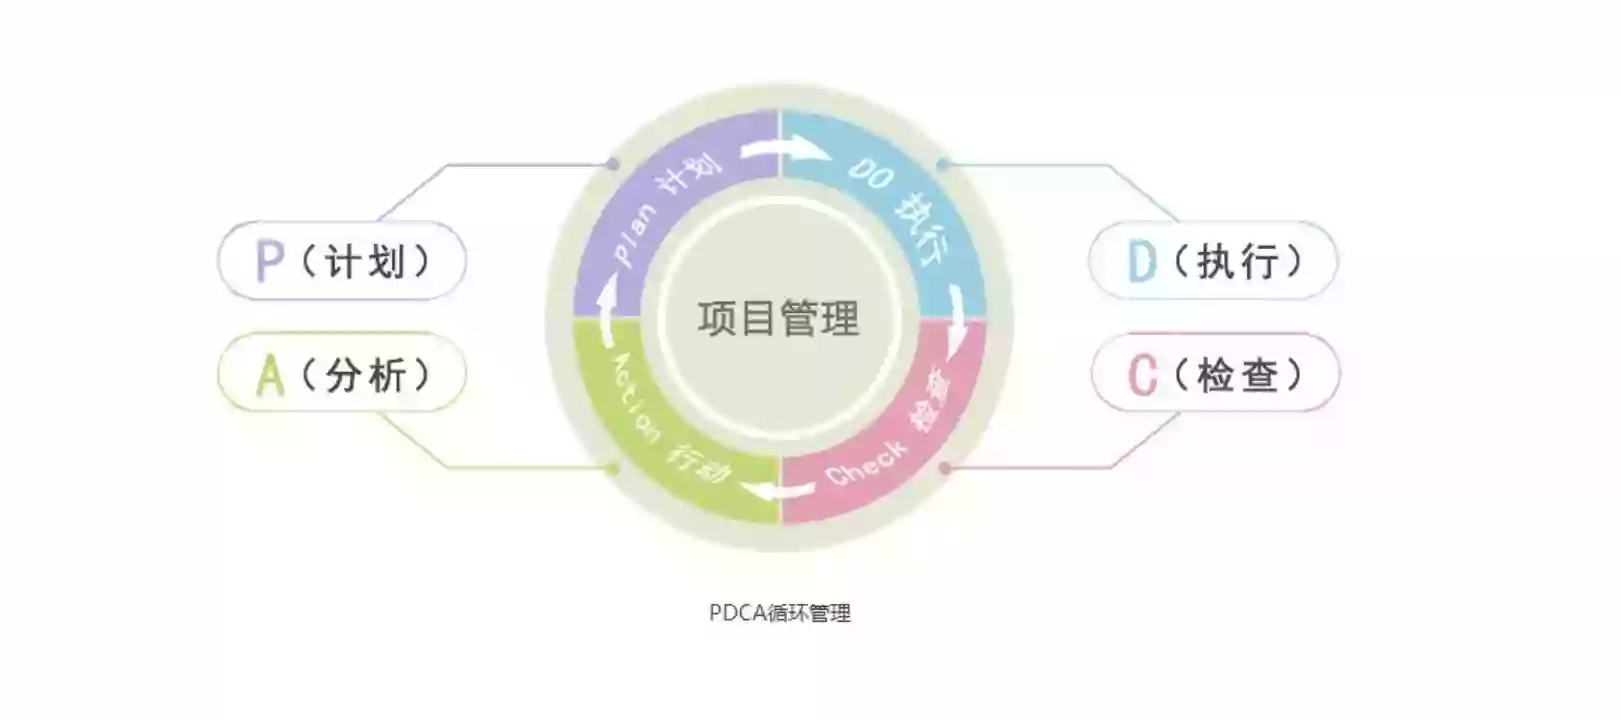 Plan 计划
DO 执行
P（计划）
D（执行）
项目管理
A（分析）
C（检查）
Action 行动
Check 检查
PDCA循环管理